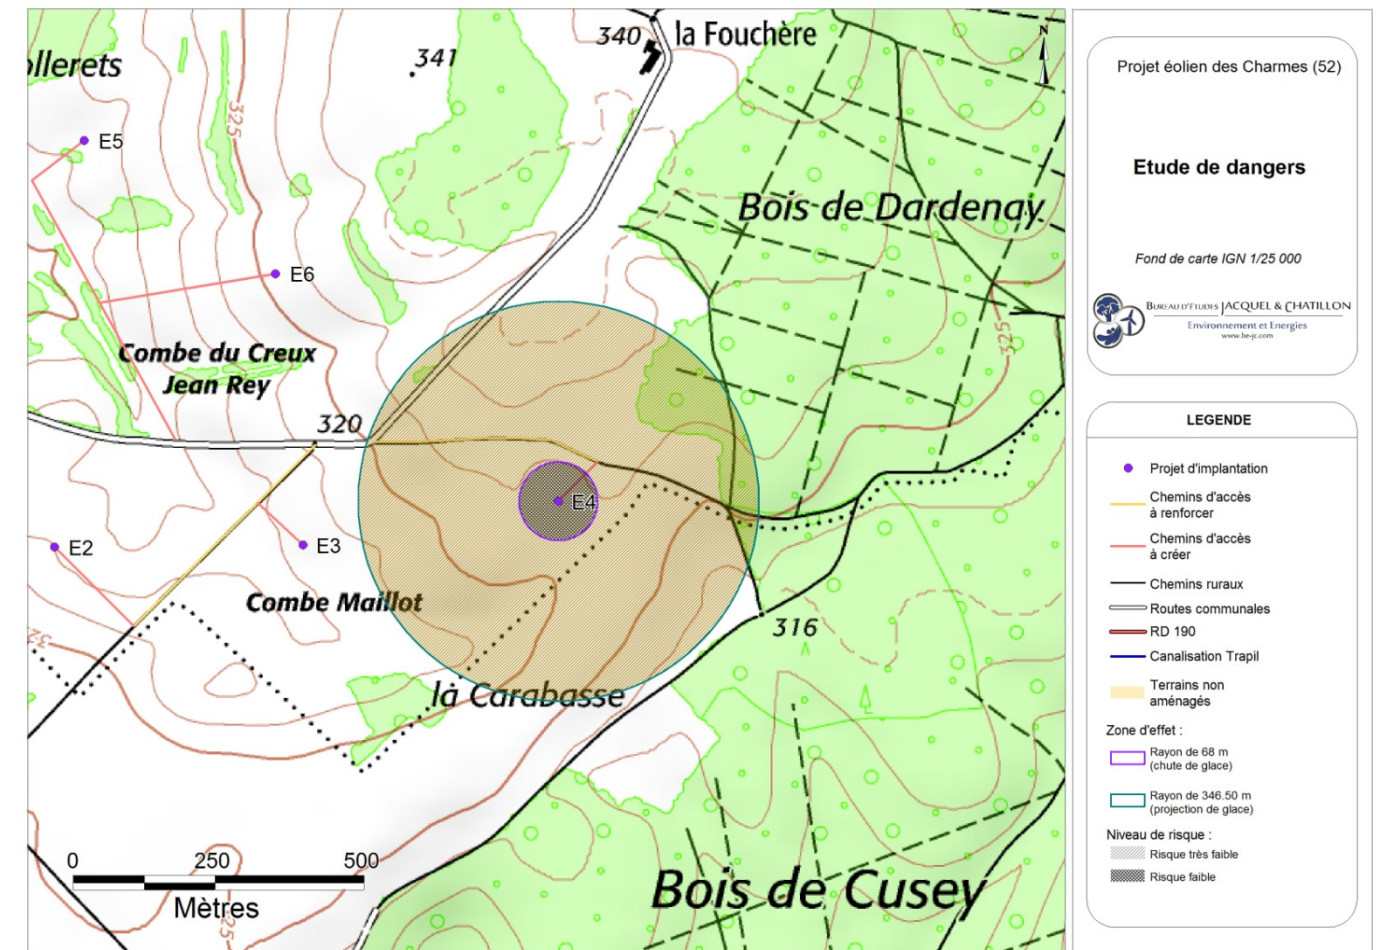 ollerets
341
340
la Fouchère
N
325
E5
Bois de Dardenay
E6
325
Combe du Creux
Jean Rey
320
E4
E2
E3
Combe Maillot
316
la Carabasse
0 250 500
Mètres
Bois de Cusey
Projet éolien des Charmes (52)
Etude de dangers
Fond de carte IGN 1/25 000
BUREAU D'ETUDES JACQUEL & CHATILLON
Environnement et Energies
www.be-jc.com
LEGENDE
Projet d'implantation
Chemins d'accès
à renforcer
Chemins d'accès
à créer
Chemins ruraux
Routes communales
RD 190
Canalisation Trapil
Terrains non
aménagés
Zone d'effet :
Rayon de 68 m
(chute de glace)
Rayon de 346.50 m
(projection de glace)
Niveau de risque :
Risque très faible
Risque faible